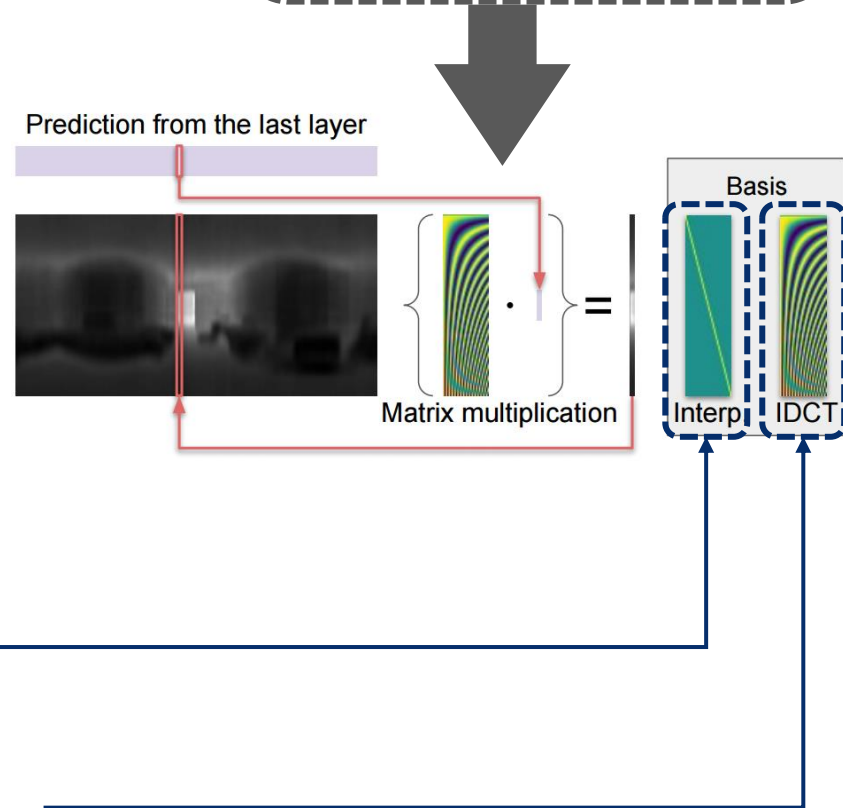 Prediction from the last layer
Basis
Matrix multiplication
Interp.
IDCT